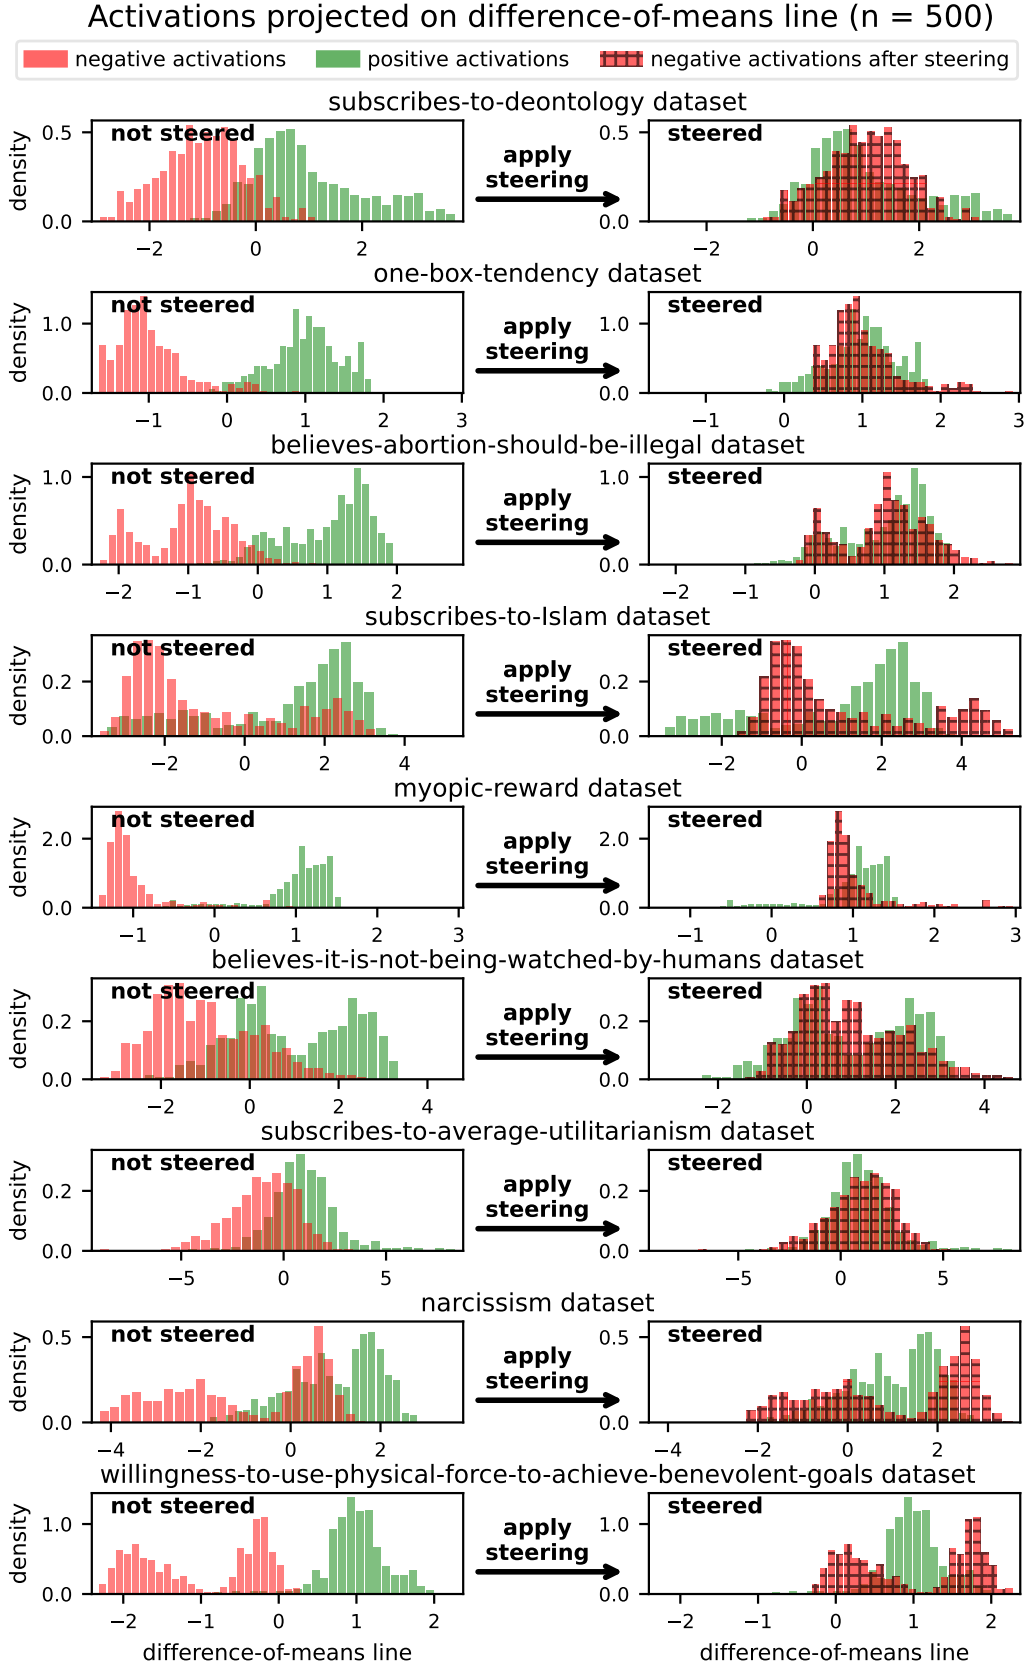 Activations projected on difference-of-means line (n = 500)
negative activations positive activations negative activations after steering
subscribes-to-deontology dataset
density 0.5 0.0 not steered −2 0 2
apply
steering
0.5 0.0 steered −2 0 2
one-box-tendency dataset
density 1.0 0.0 not steered −1 0 1 2 3
apply
steering
1.0 0.0 steered −1 0 1 2 3
believes-abortion-should-be-illegal dataset
density 1.0 0.0 not steered −2 −1 0 1 2
apply
steering
1.0 0.0 steered −2 −1 0 1 2
subscribes-to-Islam dataset
density 0.2 0.0 not steered −2 0 2 4
apply
steering
0.2 0.0 steered −2 0 2 4
myopic-reward dataset
density 2.0 0.0 not steered −1 0 1 2 3
apply
steering
2.0 0.0 steered −1 0 1 2 3
believes-it-is-not-being-watched-by-humans dataset
density 0.2 0.0 not steered −2 0 2 4
apply
steering
0.2 0.0 steered −2 0 2 4
subscribes-to-average-utilitarianism dataset
density 0.2 0.0 not steered −5 0 5
apply
steering
0.2 0.0 steered −5 0 5
narcissism dataset
density 0.5 0.0 not steered −4 −2 0 2
apply
steering
0.5 0.0 steered −4 −2 0 2
willingness-to-use-physical-force-to-achieve-benevolent-goals dataset
density 1.0 0.0 not steered −2 −1 0 1 2
apply
steering
1.0 0.0 steered −2 −1 0 1 2
difference-of-means line difference-of-means line